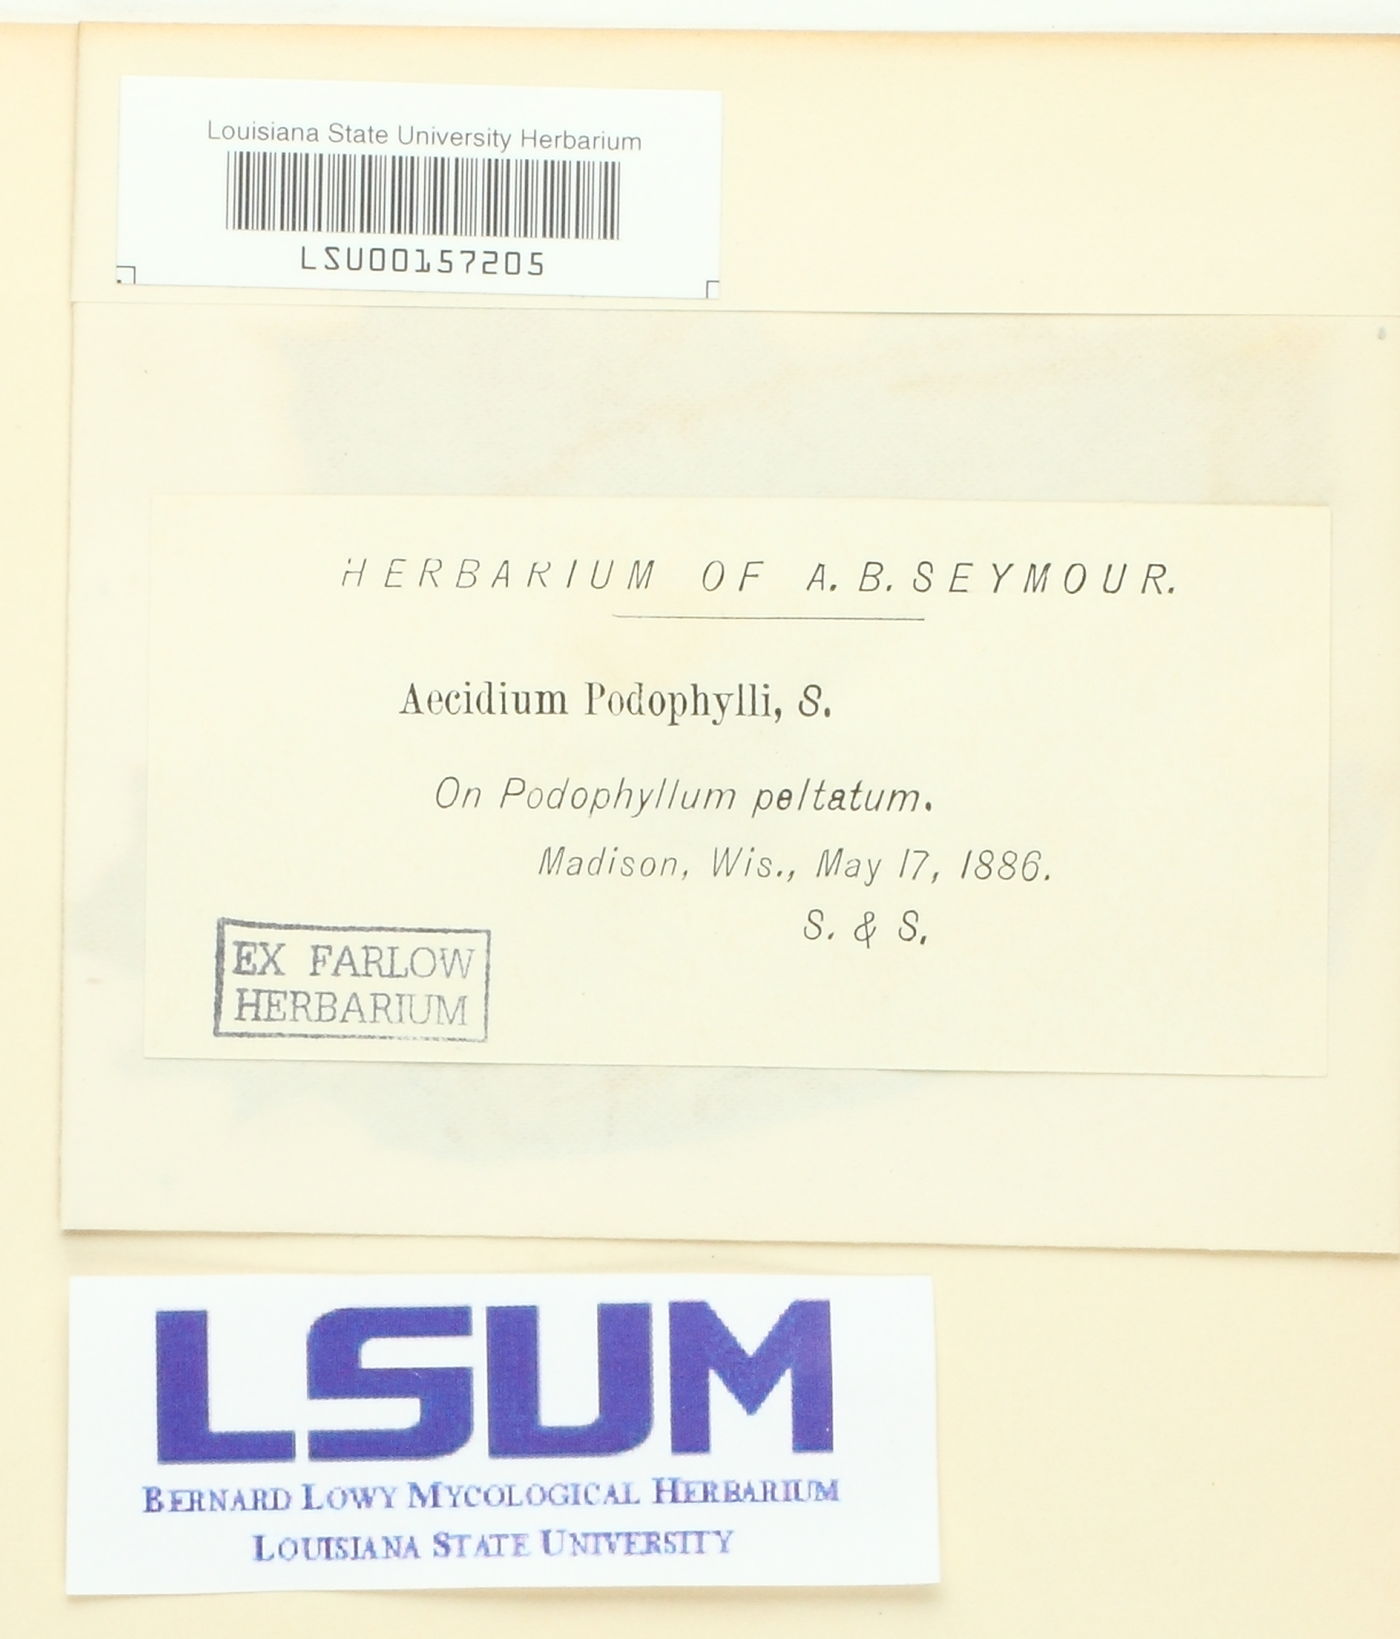 Louisiana State University Herbarium
LSU00157205
HERBARIUM OF A. B. SEYMOUR.
Aecidium Podophylli, S.
On Podophyllum peltatum.
Madison, Wis., May 17, 1886.
S. & S.
EX FARLOW
HERBARIUM
LSUM
BERNARD LOWY MYCOLOGICAL HERBARIUM
LOUISIANA STATE UNIVERSITY